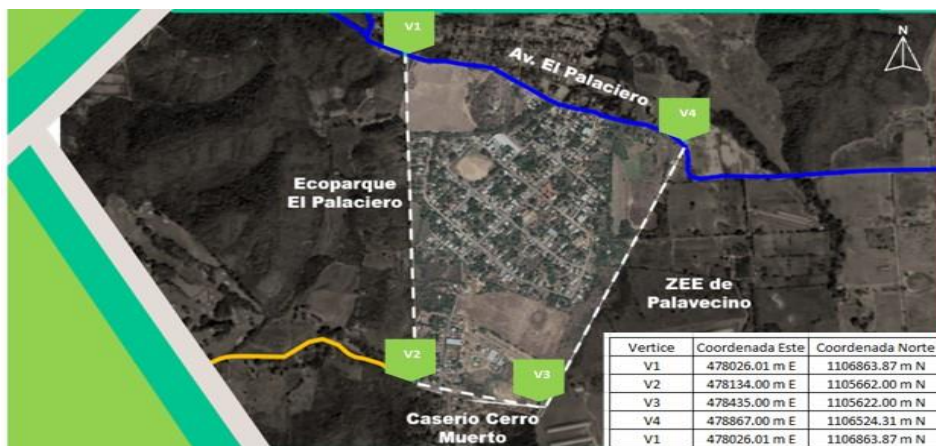 V1
N
Av. El Palaciero
V4
Ecoparque
El Palaciero
ZEE de
Palavecino
V2
V3
Caserío Cerro
Muerto
Vertice Coordenada Este Coordenada Norte
V1 478026.01 m E 1106863.87 m N
V2 478134.00 m E 1105662.00 m N
V3 478435.00 m E 1105622.00 m N
V4 478867.00 m E 1106524.31 m N
V1 478026.01 m E 1106863.87 m N